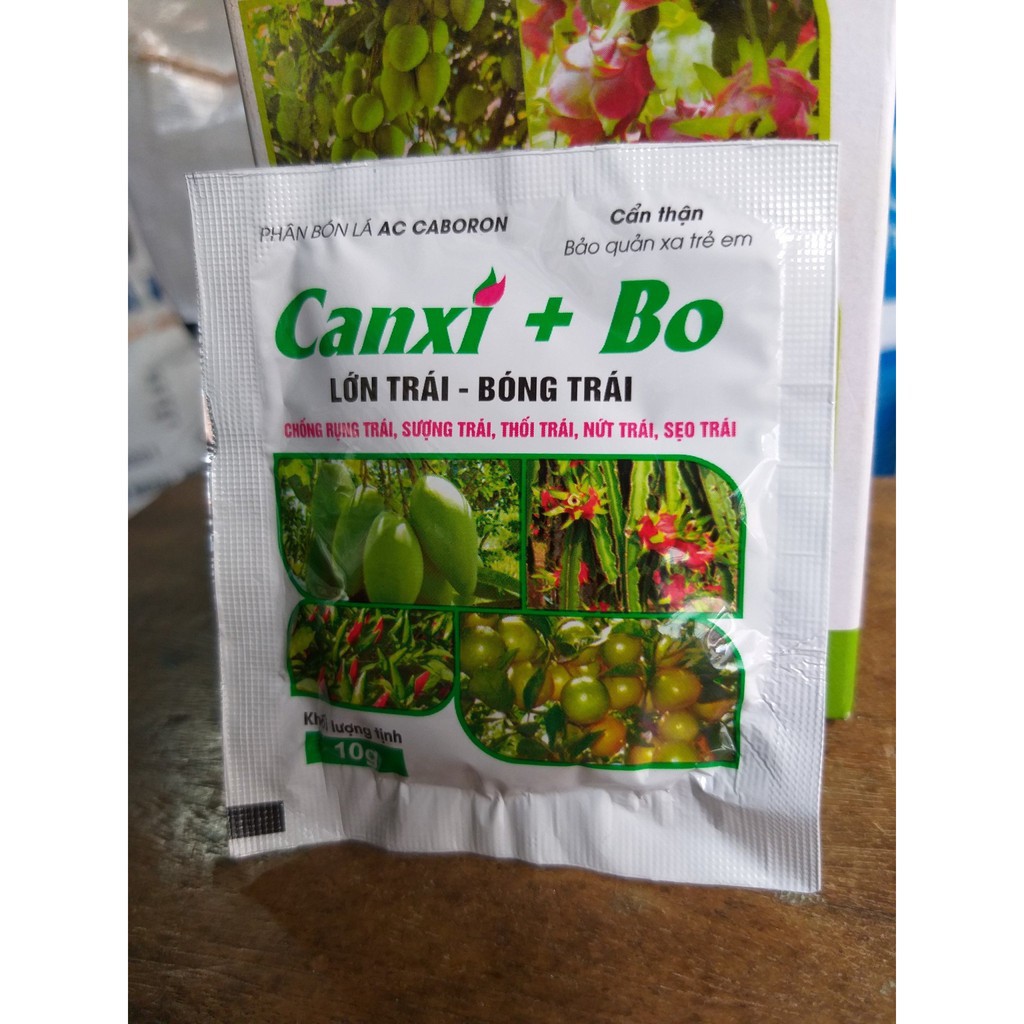 PHÂN BÓN LÁ AC CABORON
Cẩn thận
Bảo quản xa trẻ em
Canxi + Bo
LỚN TRÁI - BÓNG TRÁI
CHỐNG RỤNG TRÁI, SƯỢNG TRÁI, THỐI TRÁI, NỨT TRÁI, SẸO TRÁI
Khối lượng tịnh
10g